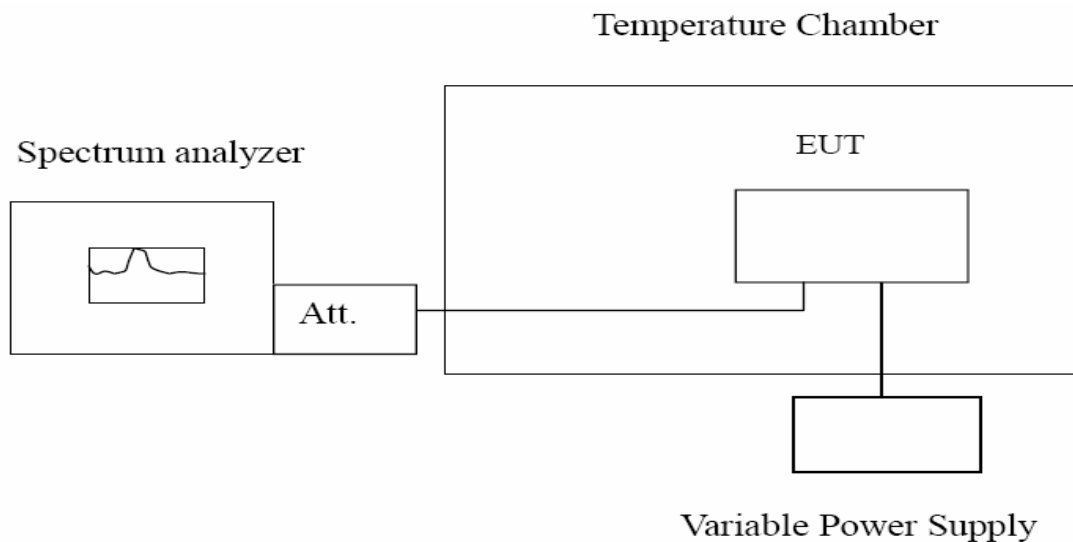 Temperature Chamber
Spectrum analyzer
EUT
Att.
Variable Power Supply